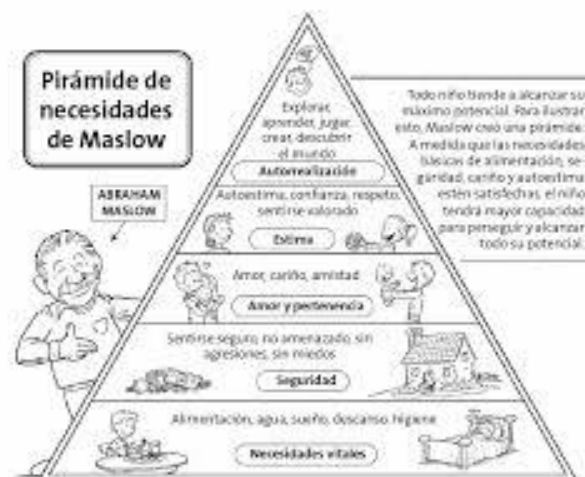 Pirámide de
necesidades
de Maslow
ABRAHAM
MASLOW
Explorar,
aprender, jugar,
crear, descubrir
el mundo
Autorrealización
Todo niño tiende a alcanzar su
máximo potencial. Para ilustrar
esto, Maslow creó una pirámide.
A medida que las necesidades
básicas de alimentación, se-
guridad, cariño y autoestima
estén satisfechas, el niño
tendrá mayor capacidad
para perseguir y alcanzar
todo su potencial.
Autoestima, confianza, respeto,
sentirse valorado
Estima
Amor, cariño, amistad
Amor y pertenencia
Sentirse seguro, no amenazado, sin
agresiones, sin miedos
Seguridad
Alimentación, agua, sueño, descanso, higiene
Necesidades vitales